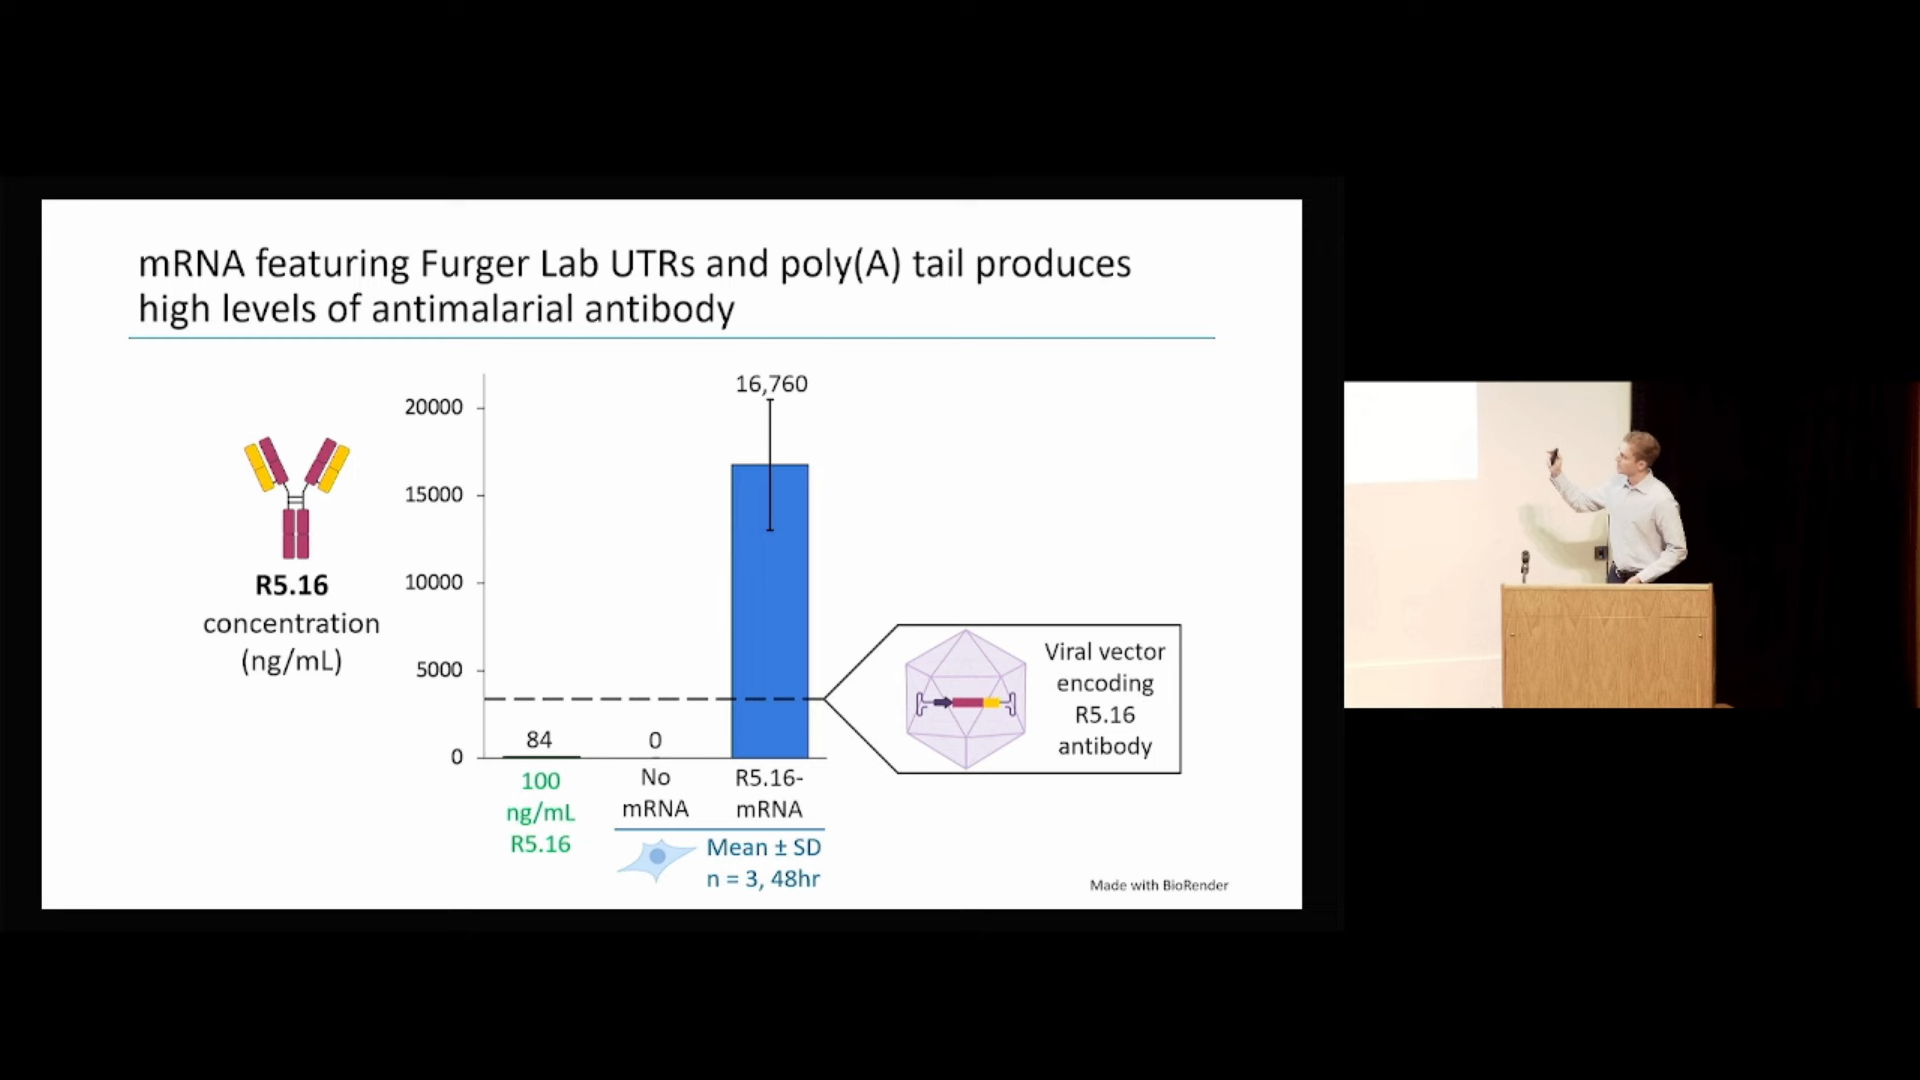 mRNA featuring Furger Lab UTRs and poly(A) tail produces
high levels of antimalarial antibody
R5.16
concentration
(ng/mL)
20000
15000
10000
5000
0
16,760
84
0
100
ng/mL
R5.16
No
mRNA
R5.16-
mRNA
Mean ± SD
n = 3, 48hr
Viral vector
encoding
R5.16
antibody
Made with BioRender